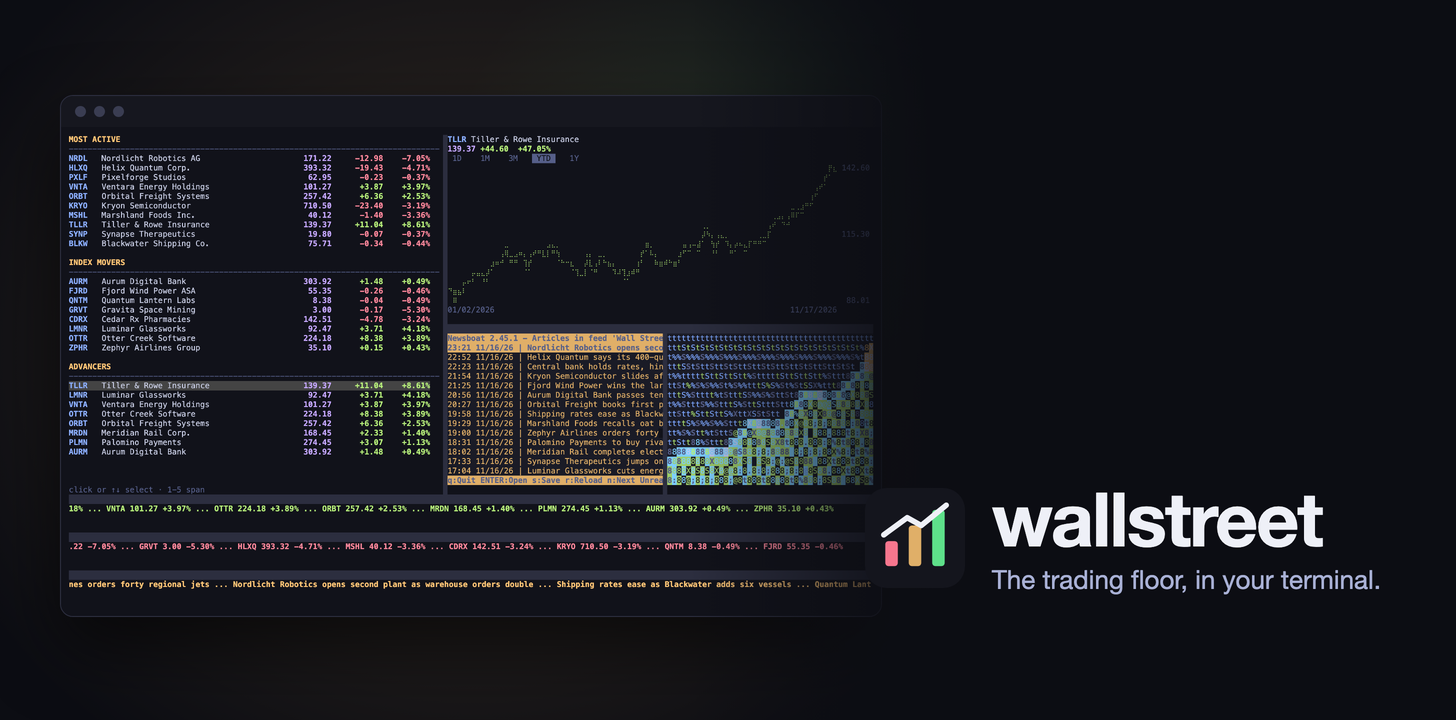 MOST ACTIVE
NRDL Nordlicht Robotics AG 171.22 −12.98 −7.05%
HLXQ Helix Quantum Corp. 393.32 −19.43 −4.71%
PXLF Pixelforge Studios 62.95 −0.23 −0.37%
VNTA Ventara Energy Holdings 101.27 +3.87 +3.97%
ORBT Orbital Freight Systems 257.42 +6.36 +2.53%
KRYO Kryon Semiconductor 710.50 −23.40 −3.19%
MSHL Marshland Foods Inc. 40.12 −1.40 −3.36%
TLLR Tiller & Rowe Insurance 139.37 +11.04 +8.61%
SYNP Synapse Therapeutics 19.80 −0.07 −0.37%
BLKW Blackwater Shipping Co. 75.71 −0.34 −0.44%
INDEX MOVERS
AURM Aurum Digital Bank 303.92 +1.48 +0.49%
FJRD Fjord Wind Power ASA 55.35 −0.26 −0.46%
QNTM Quantum Lantern Labs 8.38 −0.04 −0.49%
GRVT Gravita Space Mining 3.00 −0.17 −5.30%
CDRX Cedar Rx Pharmacies 142.51 −4.78 −3.24%
LMNR Luminar Glassworks 92.47 +3.71 +4.18%
OTTR Otter Creek Software 224.18 +8.38 +3.89%
ZPHR Zephyr Airlines Group 35.10 +0.15 +0.43%
ADVANCERS
TLLR Tiller & Rowe Insurance 139.37 +11.04 +8.61%
LMNR Luminar Glassworks 92.47 +3.71 +4.18%
VNTA Ventara Energy Holdings 101.27 +3.87 +3.97%
OTTR Otter Creek Software 224.18 +8.38 +3.89%
ORBT Orbital Freight Systems 257.42 +6.36 +2.53%
MRDN Meridian Rail Corp. 168.45 +2.33 +1.40%
PLMN Palomino Payments 274.45 +3.07 +1.13%
AURM Aurum Digital Bank 303.92 +1.48 +0.49%
click or ↑↓ select · 1−5 span
TLLR Tiller & Rowe Insurance
139.37 +44.60 +47.05%
1D 1M 3M YTD 1Y
142.60
115.30
88.01
01/02/2026 11/17/2026
Newsboat 2.45.1 − Articles in feed 'Wall Stree
23:21 11/16/26 | Nordlicht Robotics opens seco
22:52 11/16/26 | Helix Quantum says its 400−qu
22:23 11/16/26 | Central bank holds rates, hin
21:54 11/16/26 | Kryon Semiconductor slides af
21:25 11/16/26 | Fjord Wind Power wins the lar
20:56 11/16/26 | Aurum Digital Bank passes ten
20:27 11/16/26 | Orbital Freight books first p
19:58 11/16/26 | Shipping rates ease as Blackw
19:29 11/16/26 | Marshland Foods recalls oat b
19:00 11/16/26 | Zephyr Airlines orders forty
18:31 11/16/26 | Palomino Payments to buy riva
18:02 11/16/26 | Meridian Rail completes elect
17:33 11/16/26 | Synapse Therapeutics jumps on
17:04 11/16/26 | Luminar Glassworks cuts energ
q:Quit ENTER:Open s:Save r:Reload n:Next Unrea
18% ... VNTA 101.27 +3.97% ... OTTR 224.18 +3.89% ... ORBT 257.42 +2.53% ... MRDN 168.45 +1.40% ... PLMN 274.45 +1.13% ... AURM 303.92 +0.49% ... ZPHR 35.10 +0.43%
.22 −7.05% ... GRVT 3.00 −5.30% ... HLXQ 393.32 −4.71% ... MSHL 40.12 −3.36% ... CDRX 142.51 −3.24% ... KRYO 710.50 −3.19% ... QNTM 8.38 −0.49% ... FJRD 55.35 −0.46%
nes orders forty regional jets ... Nordlicht Robotics opens second plant as warehouse orders double ... Shipping rates ease as Blackwater adds six vessels ... Quantum Lant
wallstreet
The trading floor, in your terminal.